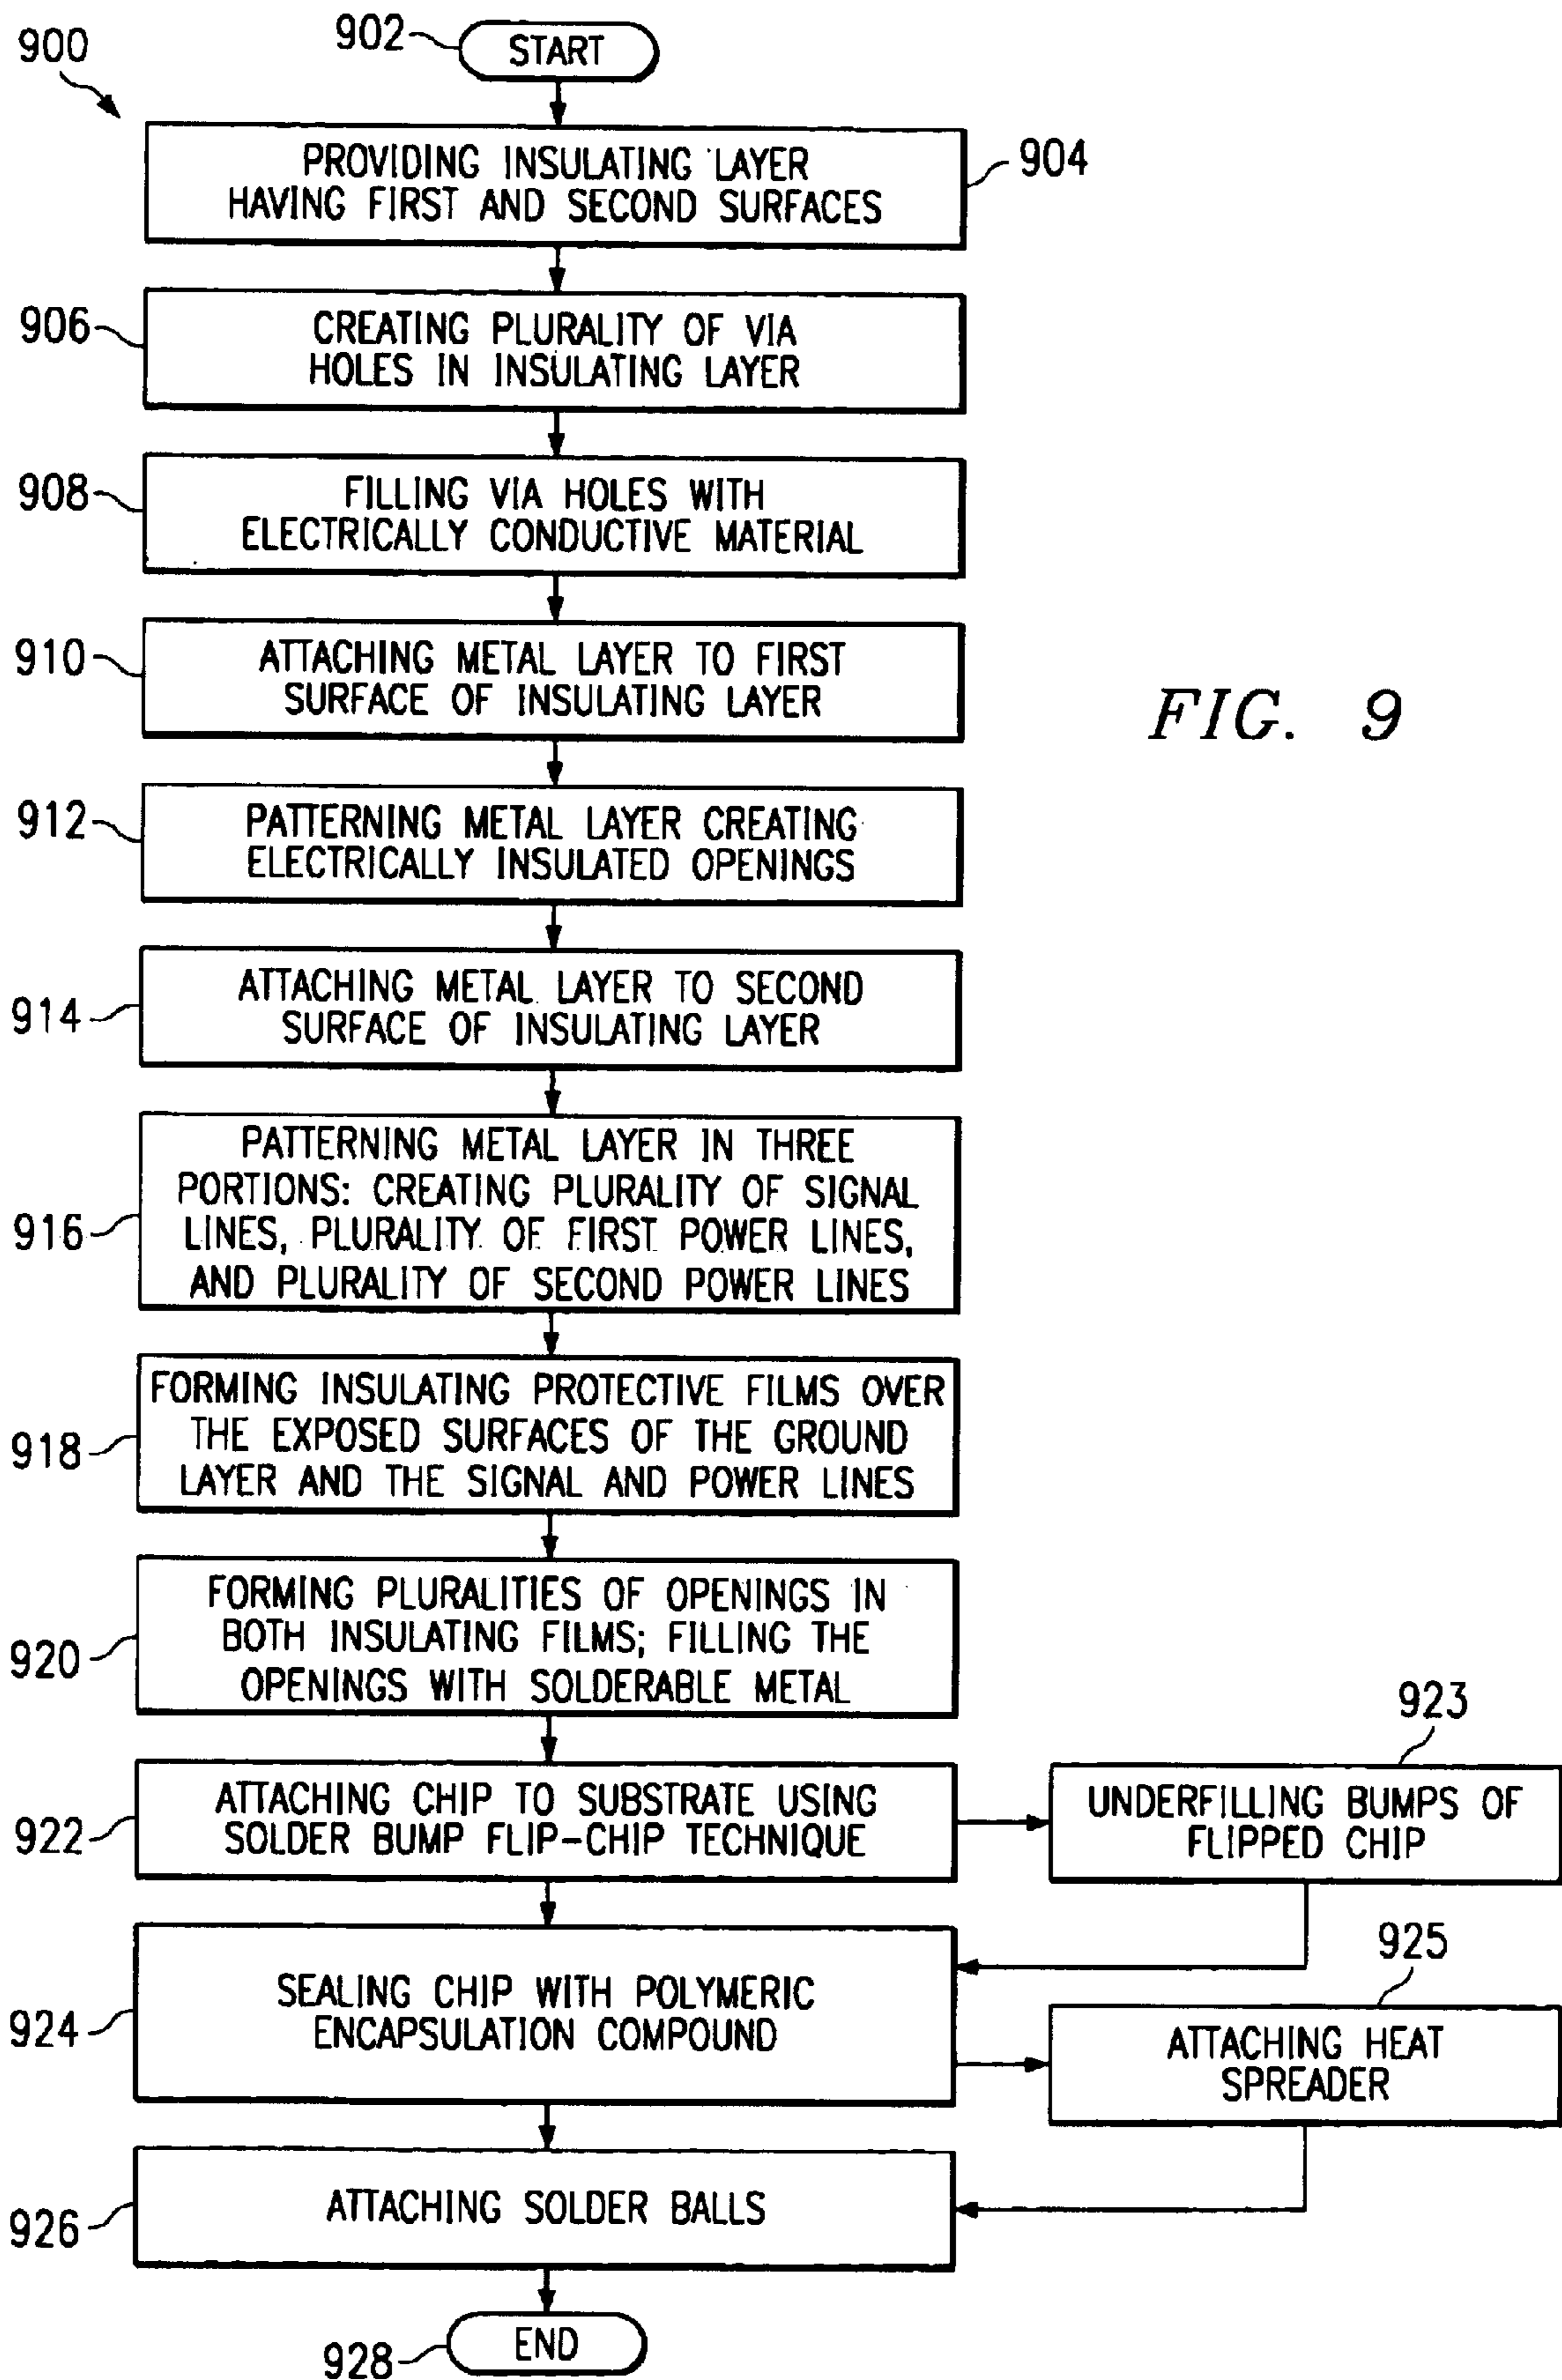 900
902
START
PROVIDING INSULATING LAYER
HAVING FIRST AND SECOND SURFACES
904
906
CREATING PLURALITY OF VIA
HOLES IN INSULATING LAYER
908
FILLING VIA HOLES WITH
ELECTRICALLY CONDUCTIVE MATERIAL
910
ATTACHING METAL LAYER TO FIRST
SURFACE OF INSULATING LAYER
FIG. 9
912
PATTERNING METAL LAYER CREATING
ELECTRICALLY INSULATED OPENINGS
914
ATTACHING METAL LAYER TO SECOND
SURFACE OF INSULATING LAYER
916
PATTERNING METAL LAYER IN THREE
PORTIONS: CREATING PLURALITY OF SIGNAL
LINES, PLURALITY OF FIRST POWER LINES,
AND PLURALITY OF SECOND POWER LINES
918
FORMING INSULATING PROTECTIVE FILMS OVER
THE EXPOSED SURFACES OF THE GROUND
LAYER AND THE SIGNAL AND POWER LINES
920
FORMING PLURALITIES OF OPENINGS IN
BOTH INSULATING FILMS; FILLING THE
OPENINGS WITH SOLDERABLE METAL
922
ATTACHING CHIP TO SUBSTRATE USING
SOLDER BUMP FLIP-CHIP TECHNIQUE
923
UNDERFILLING BUMPS OF
FLIPPED CHIP
924
SEALING CHIP WITH POLYMERIC
ENCAPSULATION COMPOUND
925
ATTACHING HEAT
SPREADER
926
ATTACHING SOLDER BALLS
928
END